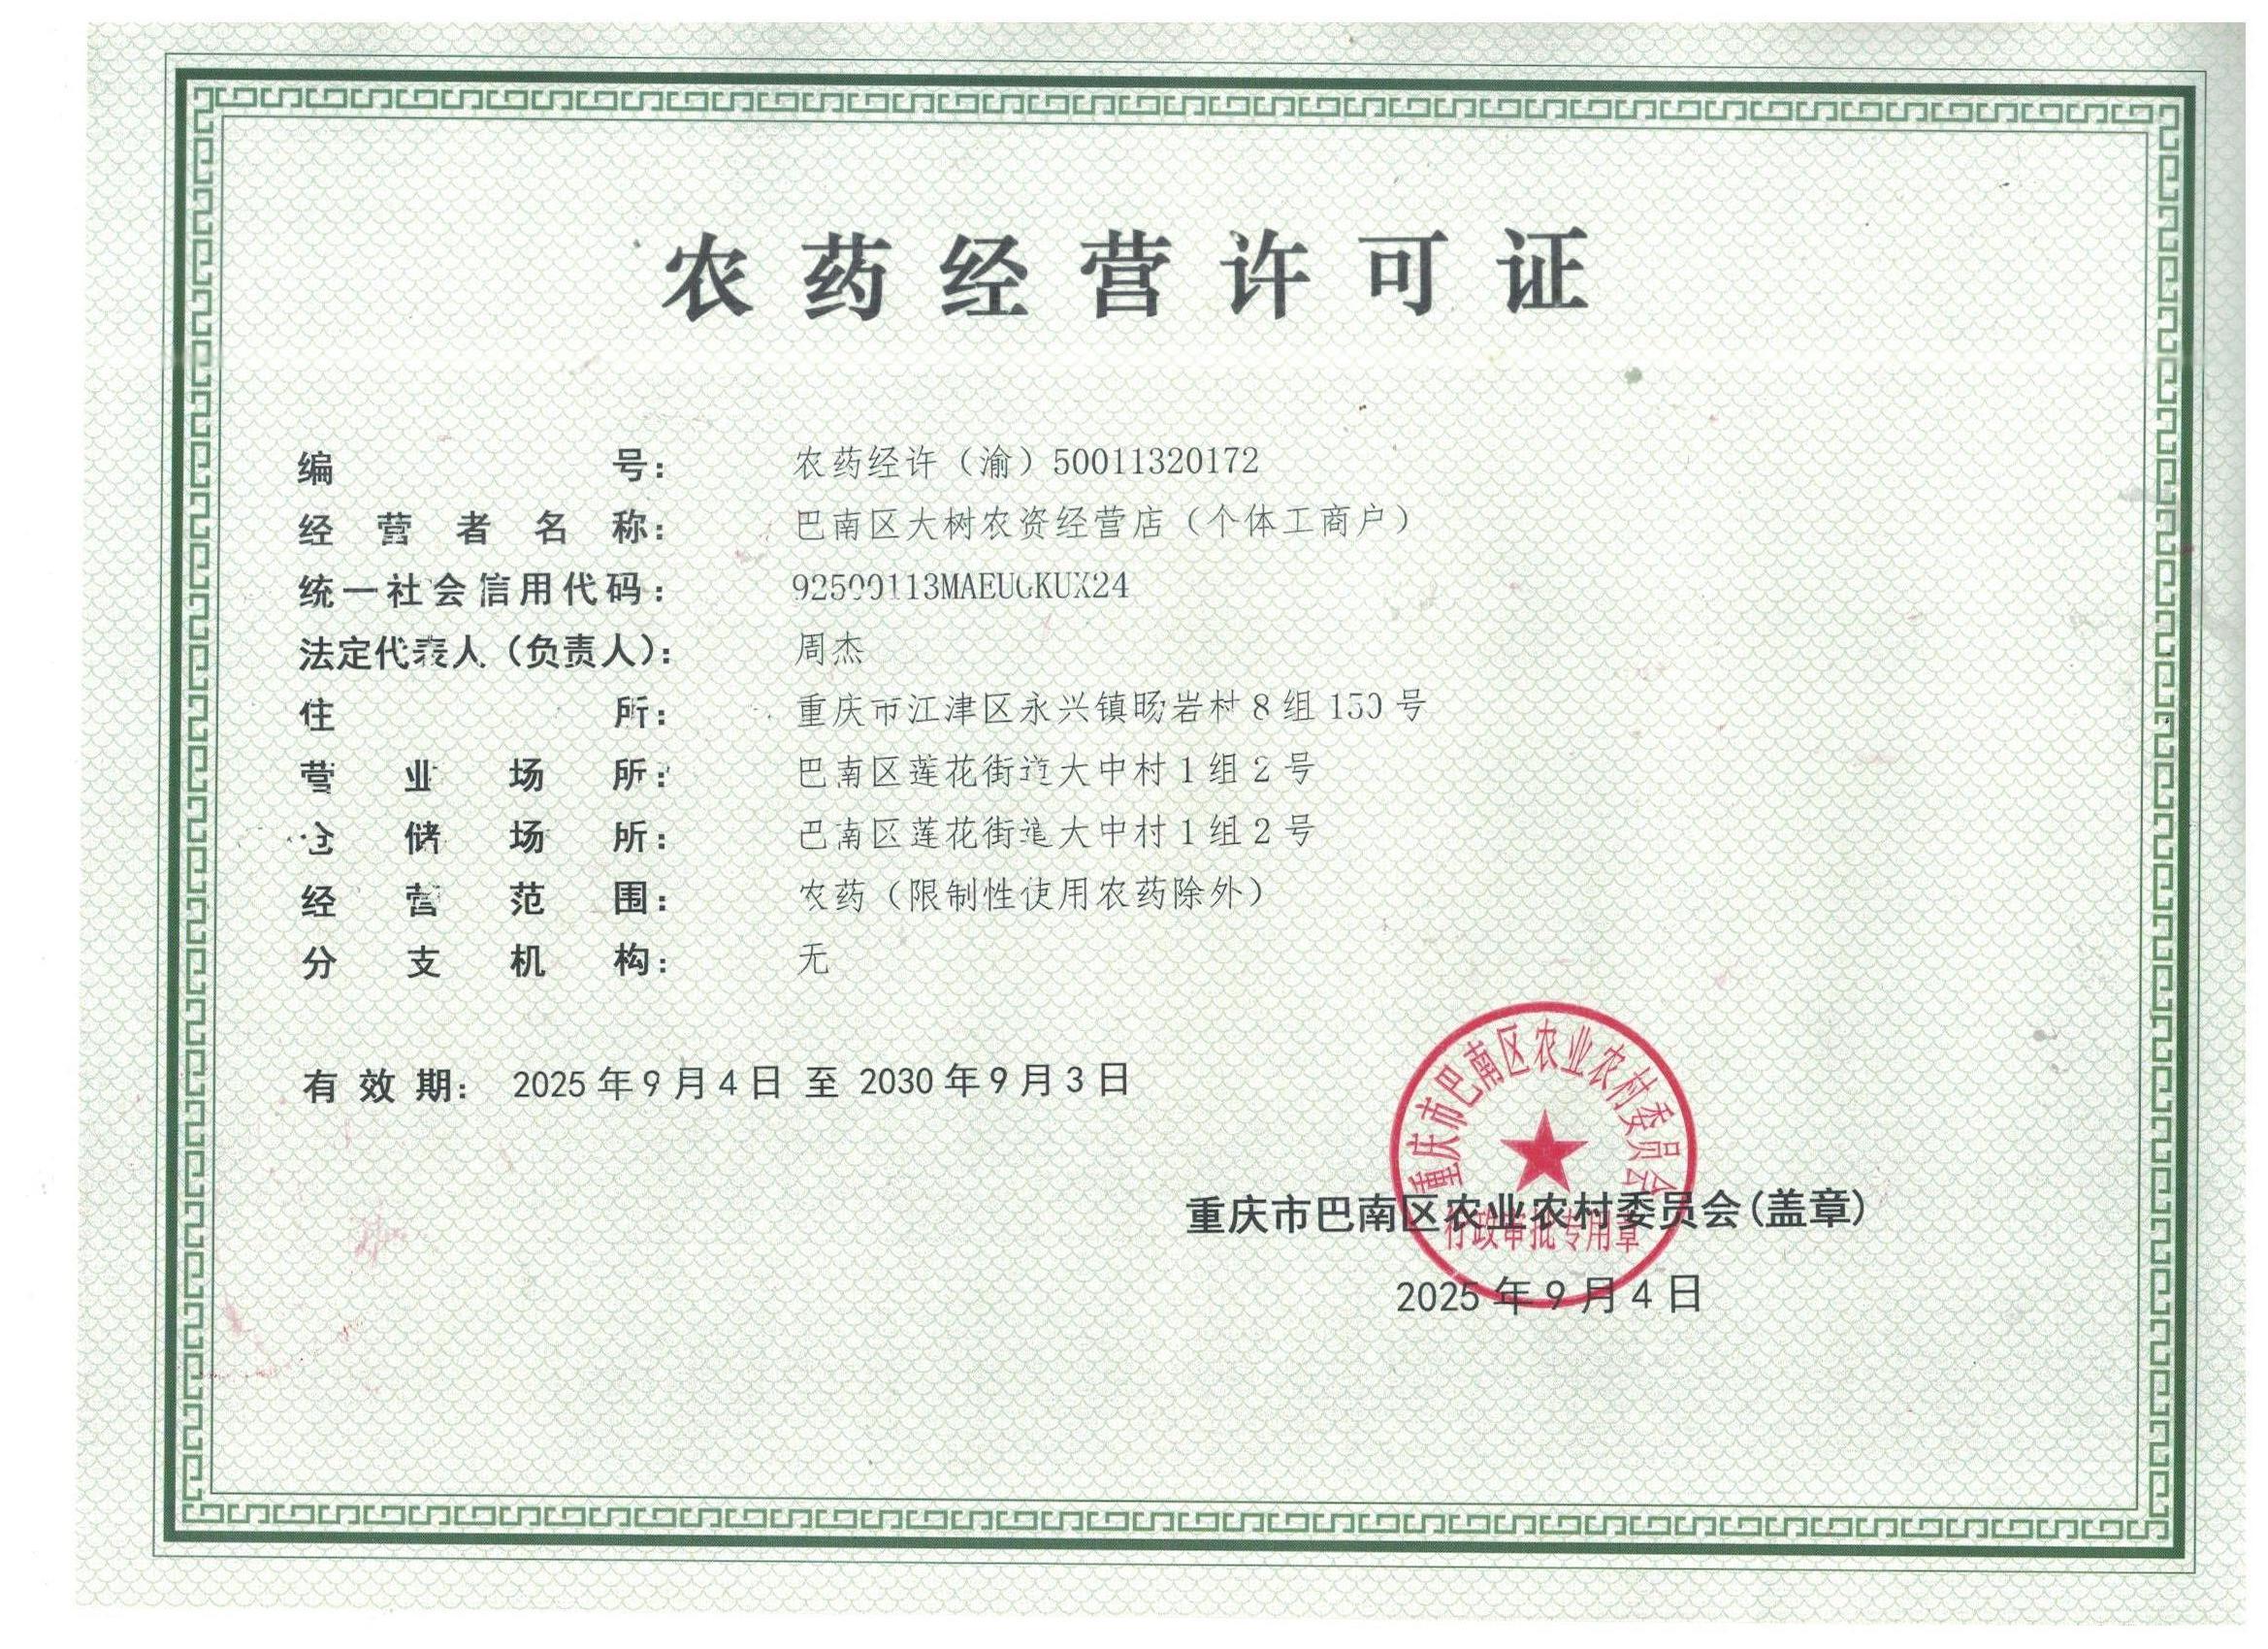 农药经营许可证
编号：农药经许（渝）50011320172
经营者名称：巴南区大树农资经营店（个体工商户）
统一社会信用代码：92500113MAEUGKUX24
法定代表人（负责人）：周杰
住所：重庆市江津区永兴镇旸岩村8组150号
营业场所：巴南区莲花街道大中村1组2号
仓储场所：巴南区莲花街道大中村1组2号
经营范围：农药（限制性使用农药除外）
分支机构：无
有效期：2025年9月4日至2030年9月3日
重庆市巴南区农业农村委员会
重庆市巴南区农业农村委员会(盖章)
行政审批专用章
2025年9月4日